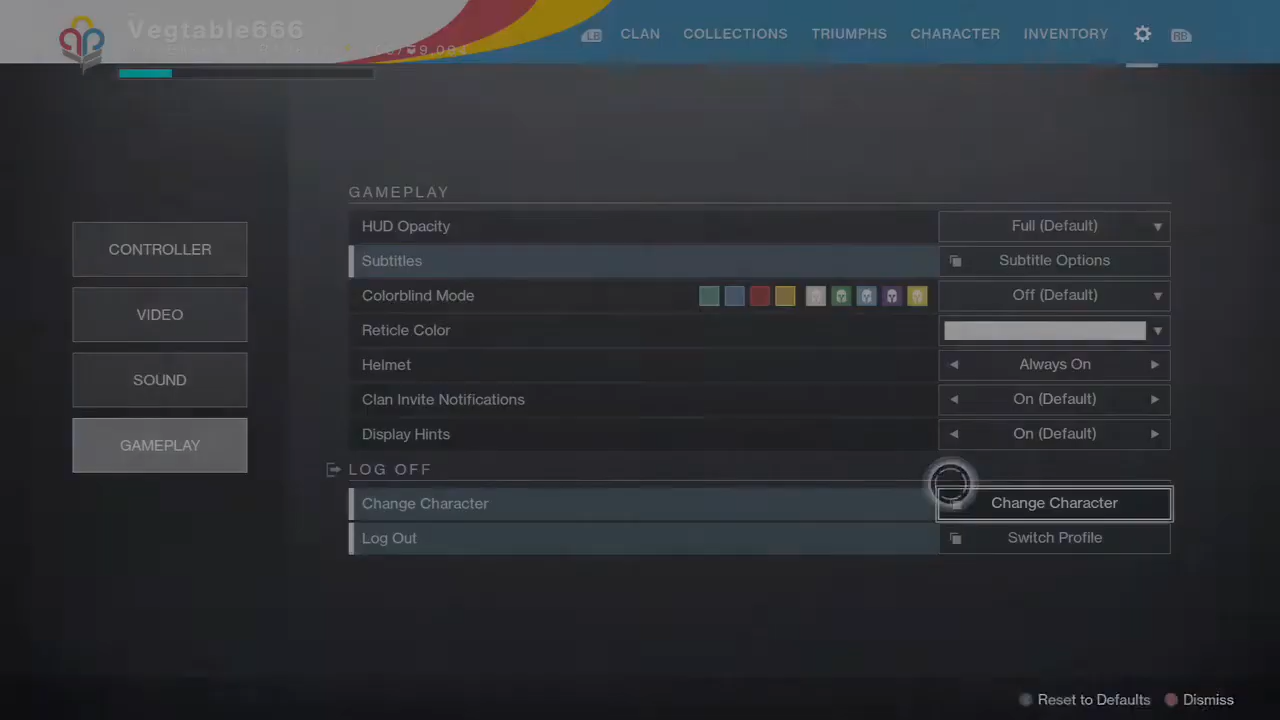 Vegtable666
LB CLAN COLLECTIONS TRIUMPHS CHARACTER INVENTORY RB
GAMEPLAY
CONTROLLER
VIDEO
SOUND
GAMEPLAY
HUD Opacity Full (Default)
Subtitles Subtitle Options
Colorblind Mode Off (Default)
Reticle Color
Helmet Always On
Clan Invite Notifications On (Default)
Display Hints On (Default)
LOG OFF
Change Character Change Character
Log Out Switch Profile
Reset to Defaults Dismiss